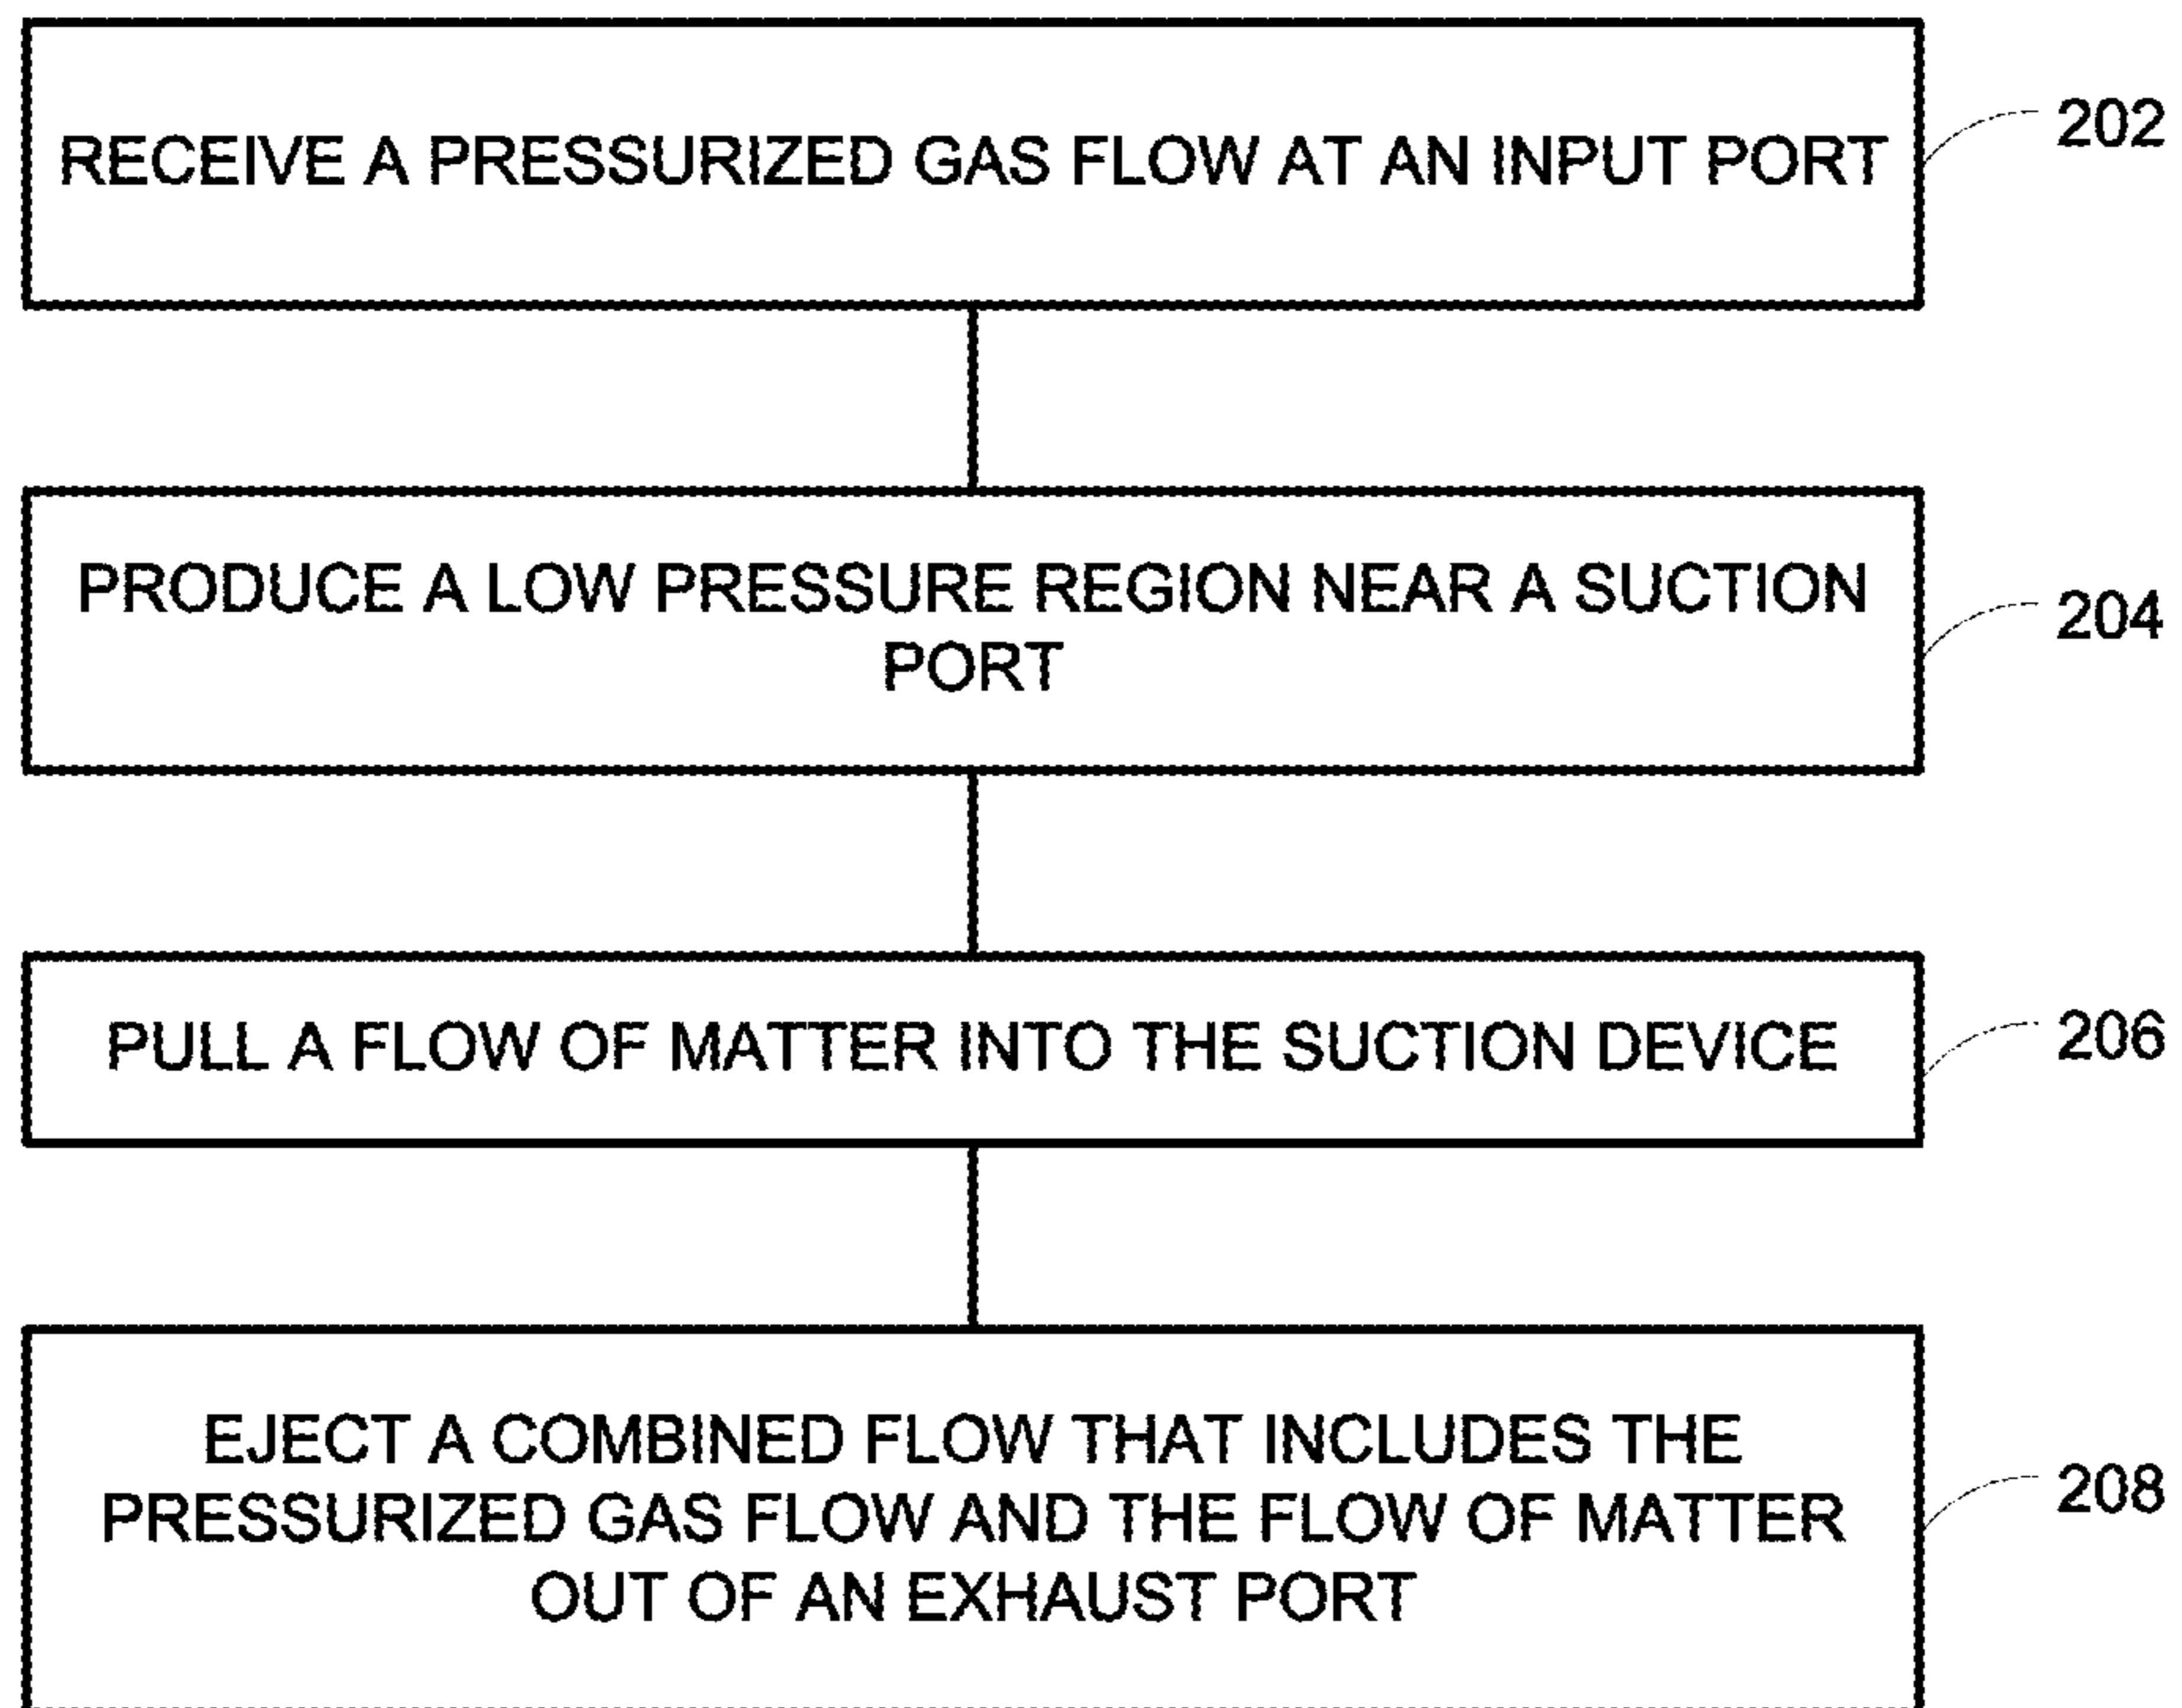 RECEIVE A PRESSURIZED GAS FLOW AT AN INPUT PORT
202
PRODUCE A LOW PRESSURE REGION NEAR A SUCTION
PORT
204
PULL A FLOW OF MATTER INTO THE SUCTION DEVICE
206
EJECT A COMBINED FLOW THAT INCLUDES THE
PRESSURIZED GAS FLOW AND THE FLOW OF MATTER
OUT OF AN EXHAUST PORT
208